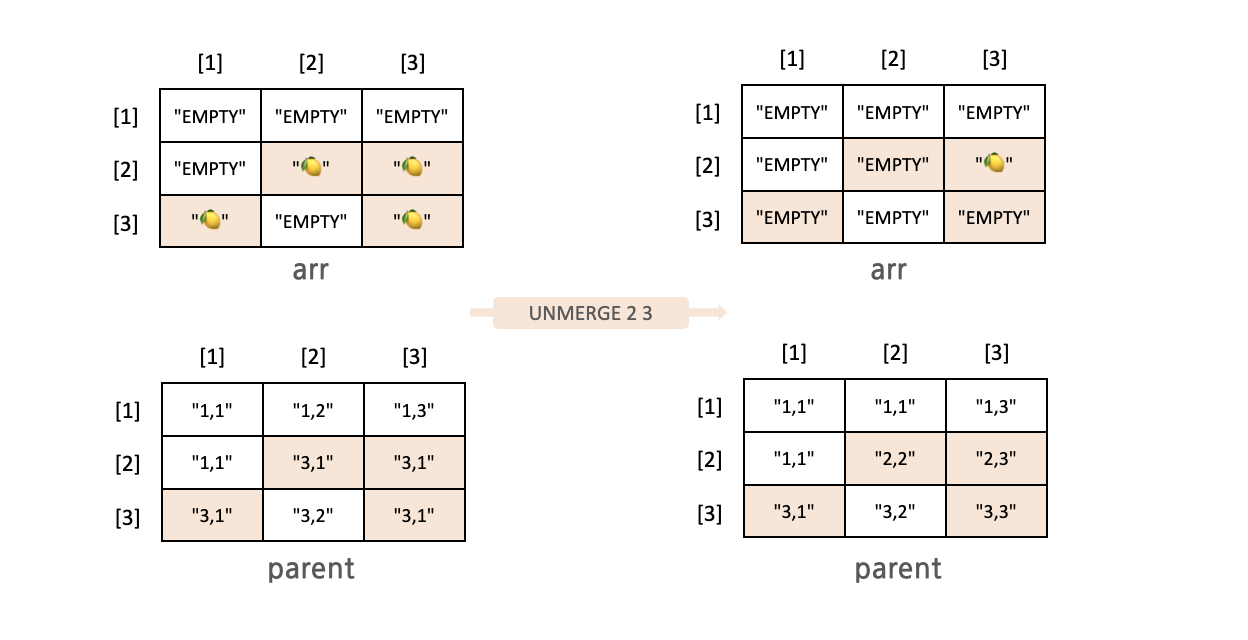 [1] [2] [3]
[1] "EMPTY" "EMPTY" "EMPTY"
[2] "EMPTY" "🍋" "🍋"
[3] "🍋" "EMPTY" "🍋"
arr
[1] [2] [3]
[1] "EMPTY" "EMPTY" "EMPTY"
[2] "EMPTY" "EMPTY" "🍋"
[3] "EMPTY" "EMPTY" "EMPTY"
arr
UNMERGE 2 3
[1] [2] [3]
[1] "1,1" "1,2" "1,3"
[2] "1,1" "3,1" "3,1"
[3] "3,1" "3,2" "3,1"
parent
[1] [2] [3]
[1] "1,1" "1,1" "1,3"
[2] "1,1" "2,2" "2,3"
[3] "3,1" "3,2" "3,3"
parent